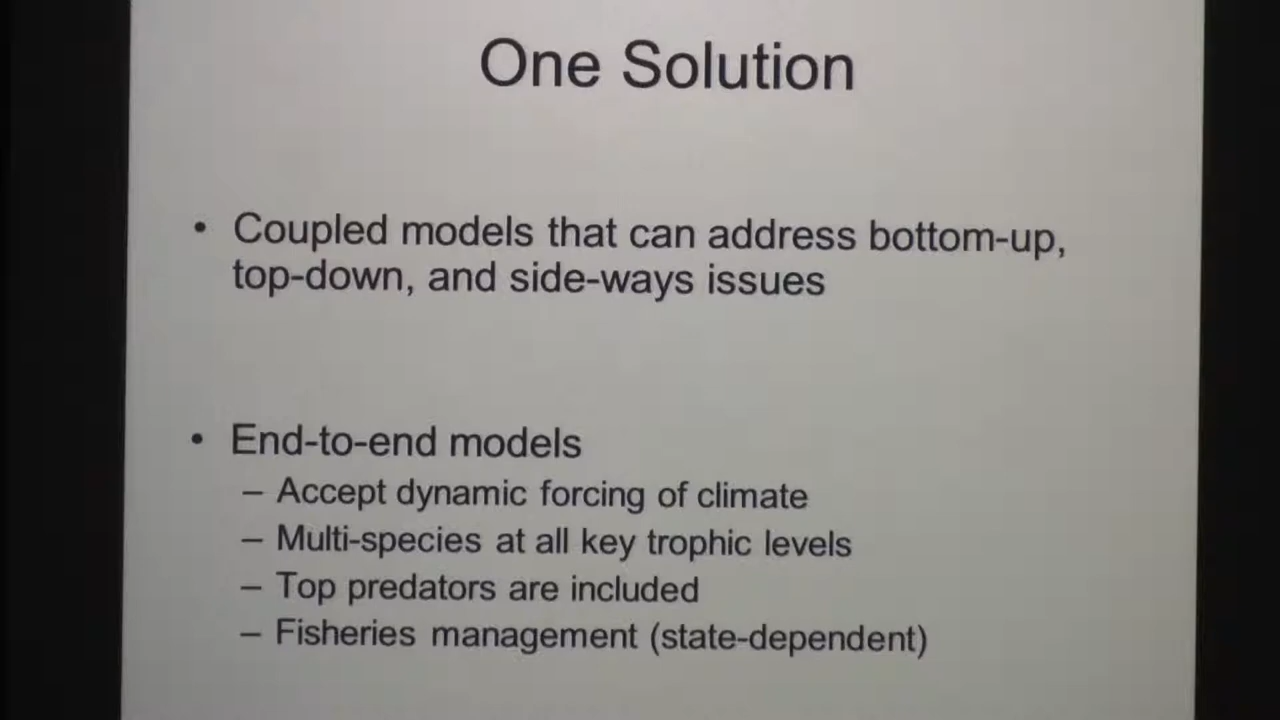 One Solution
• Coupled models that can address bottom-up,
top-down, and side-ways issues
• End-to-end models
– Accept dynamic forcing of climate
– Multi-species at all key trophic levels
– Top predators are included
– Fisheries management (state-dependent)